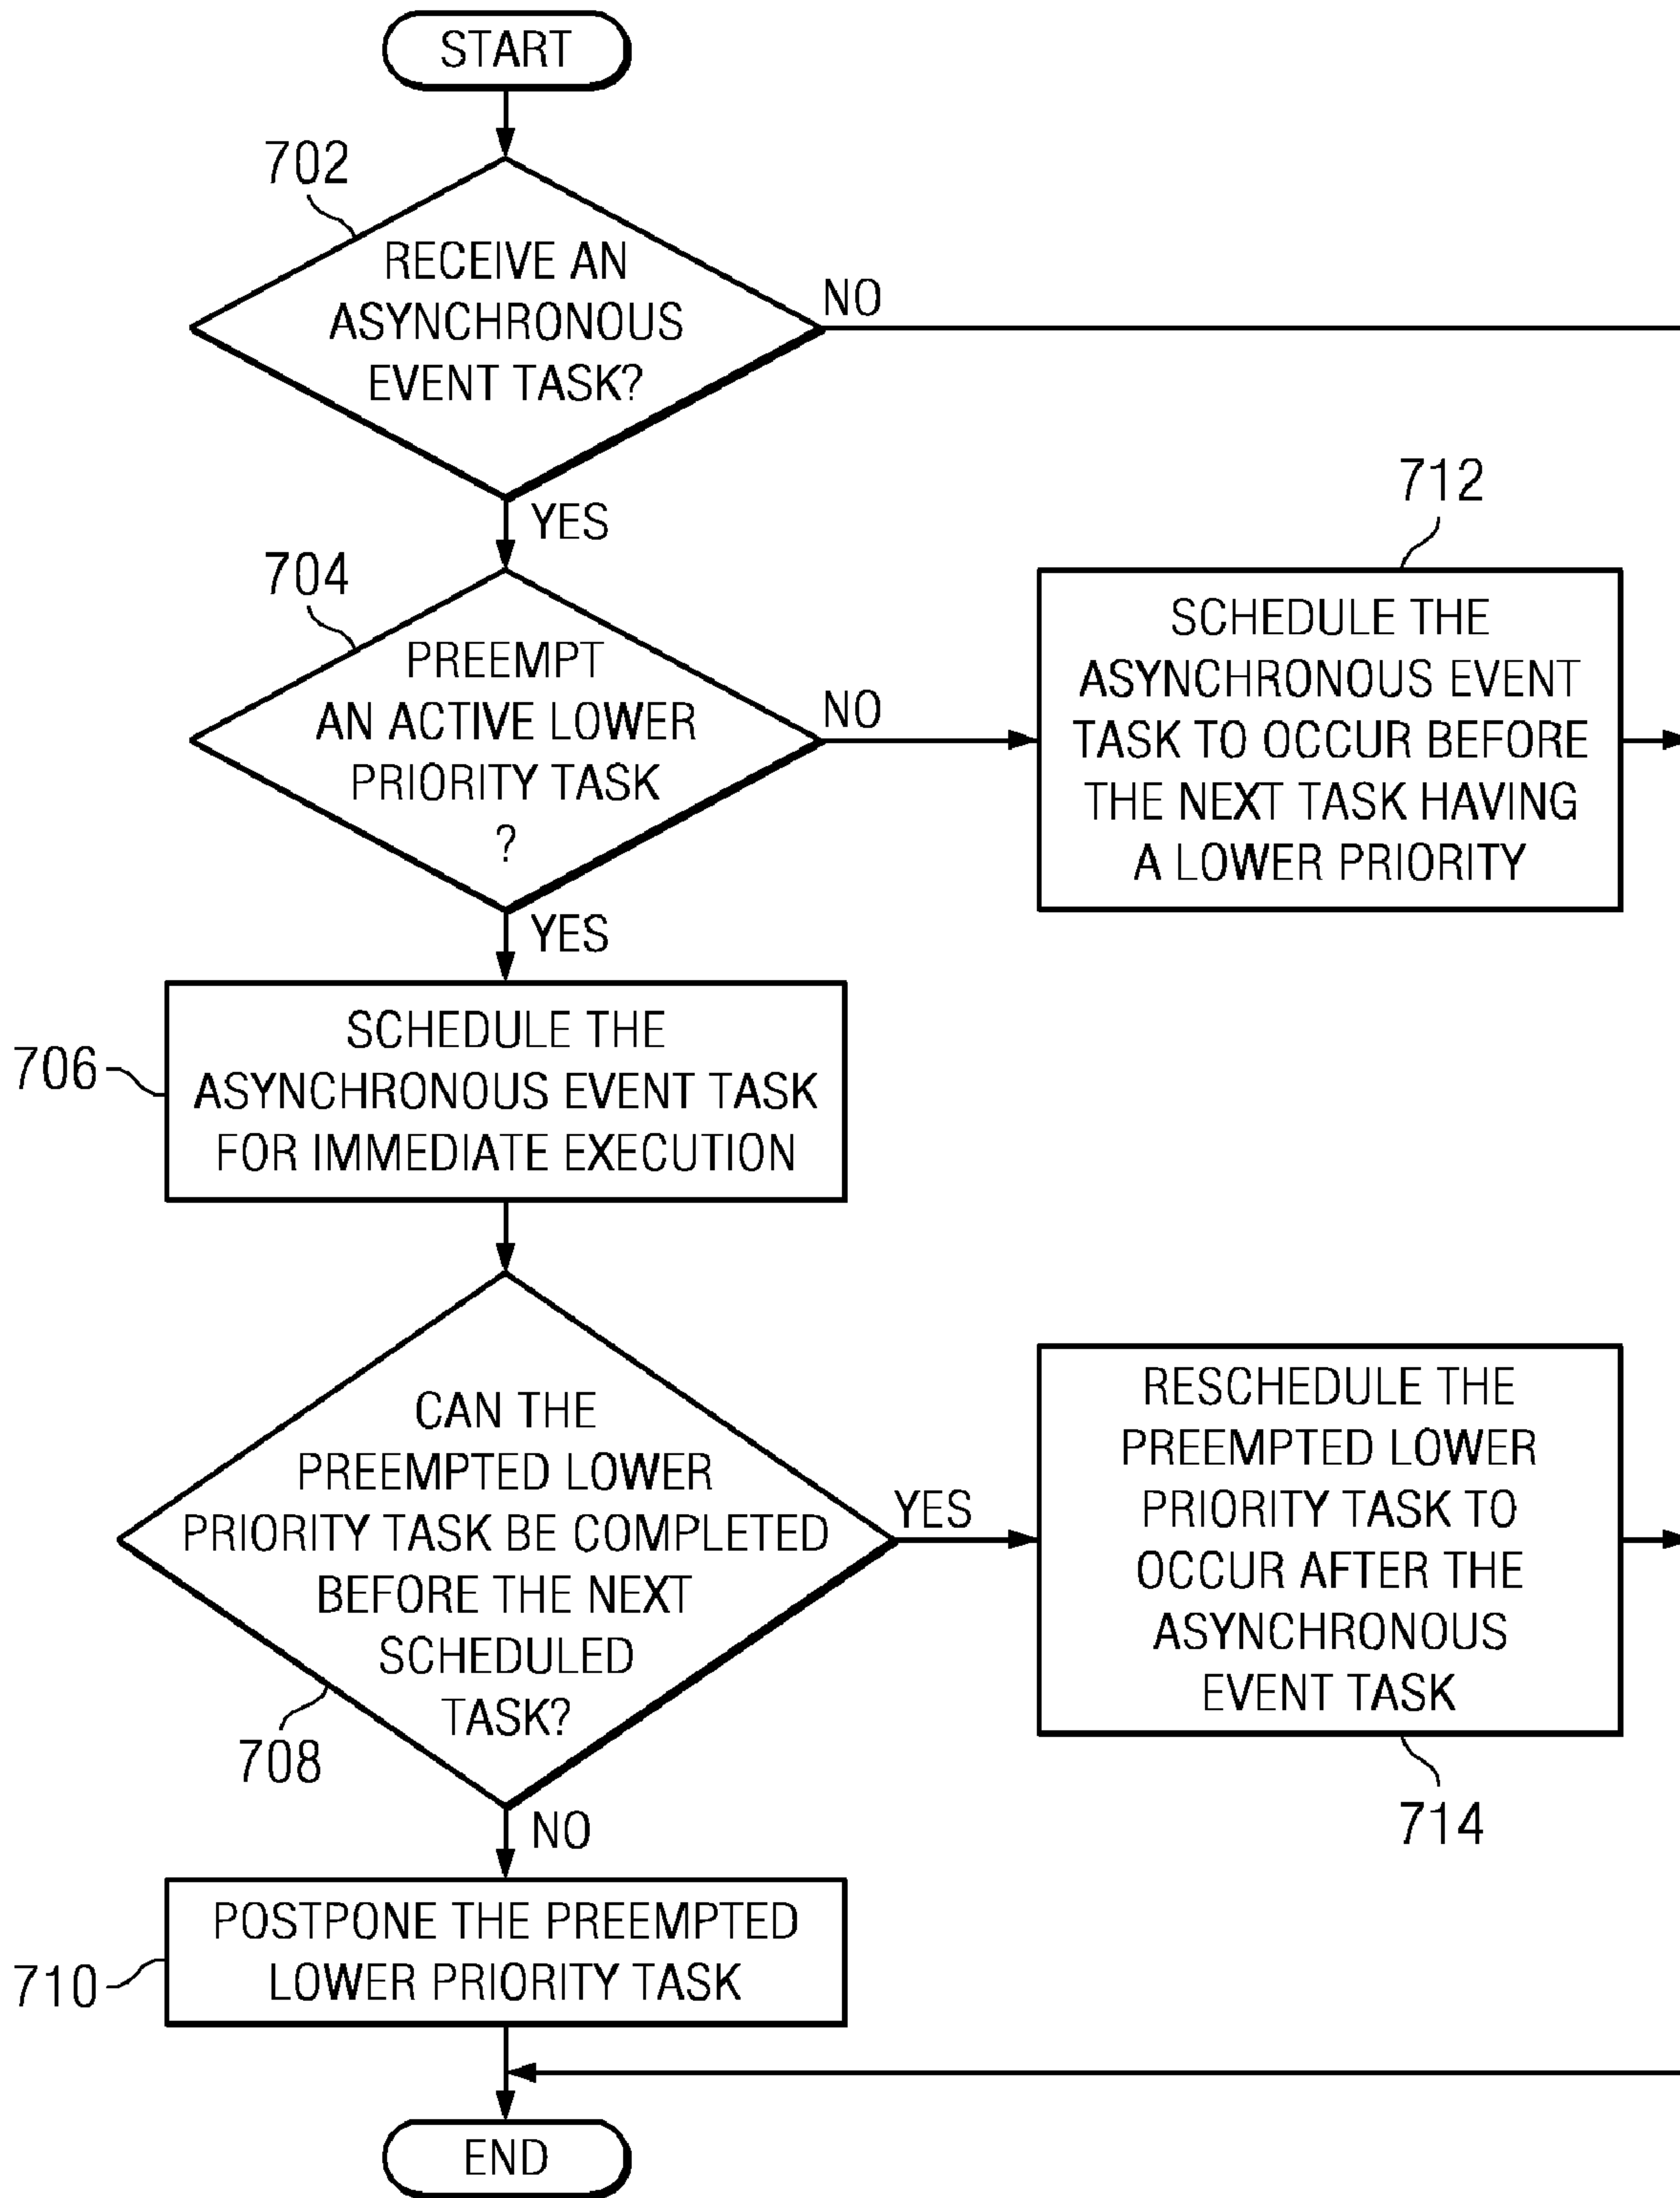 START
702
RECEIVE AN
ASYNCHRONOUS
EVENT TASK?
NO
YES
704
PREEMPT
AN ACTIVE LOWER
PRIORITY TASK
?
NO
712
SCHEDULE THE
ASYNCHRONOUS EVENT
TASK TO OCCUR BEFORE
THE NEXT TASK HAVING
A LOWER PRIORITY
YES
706
SCHEDULE THE
ASYNCHRONOUS EVENT TASK
FOR IMMEDIATE EXECUTION
CAN THE
PREEMPTED LOWER
PRIORITY TASK BE COMPLETED
BEFORE THE NEXT
SCHEDULED
TASK?
708
YES
RESCHEDULE THE
PREEMPTED LOWER
PRIORITY TASK TO
OCCUR AFTER THE
ASYNCHRONOUS
EVENT TASK
714
NO
710
POSTPONE THE PREEMPTED
LOWER PRIORITY TASK
END